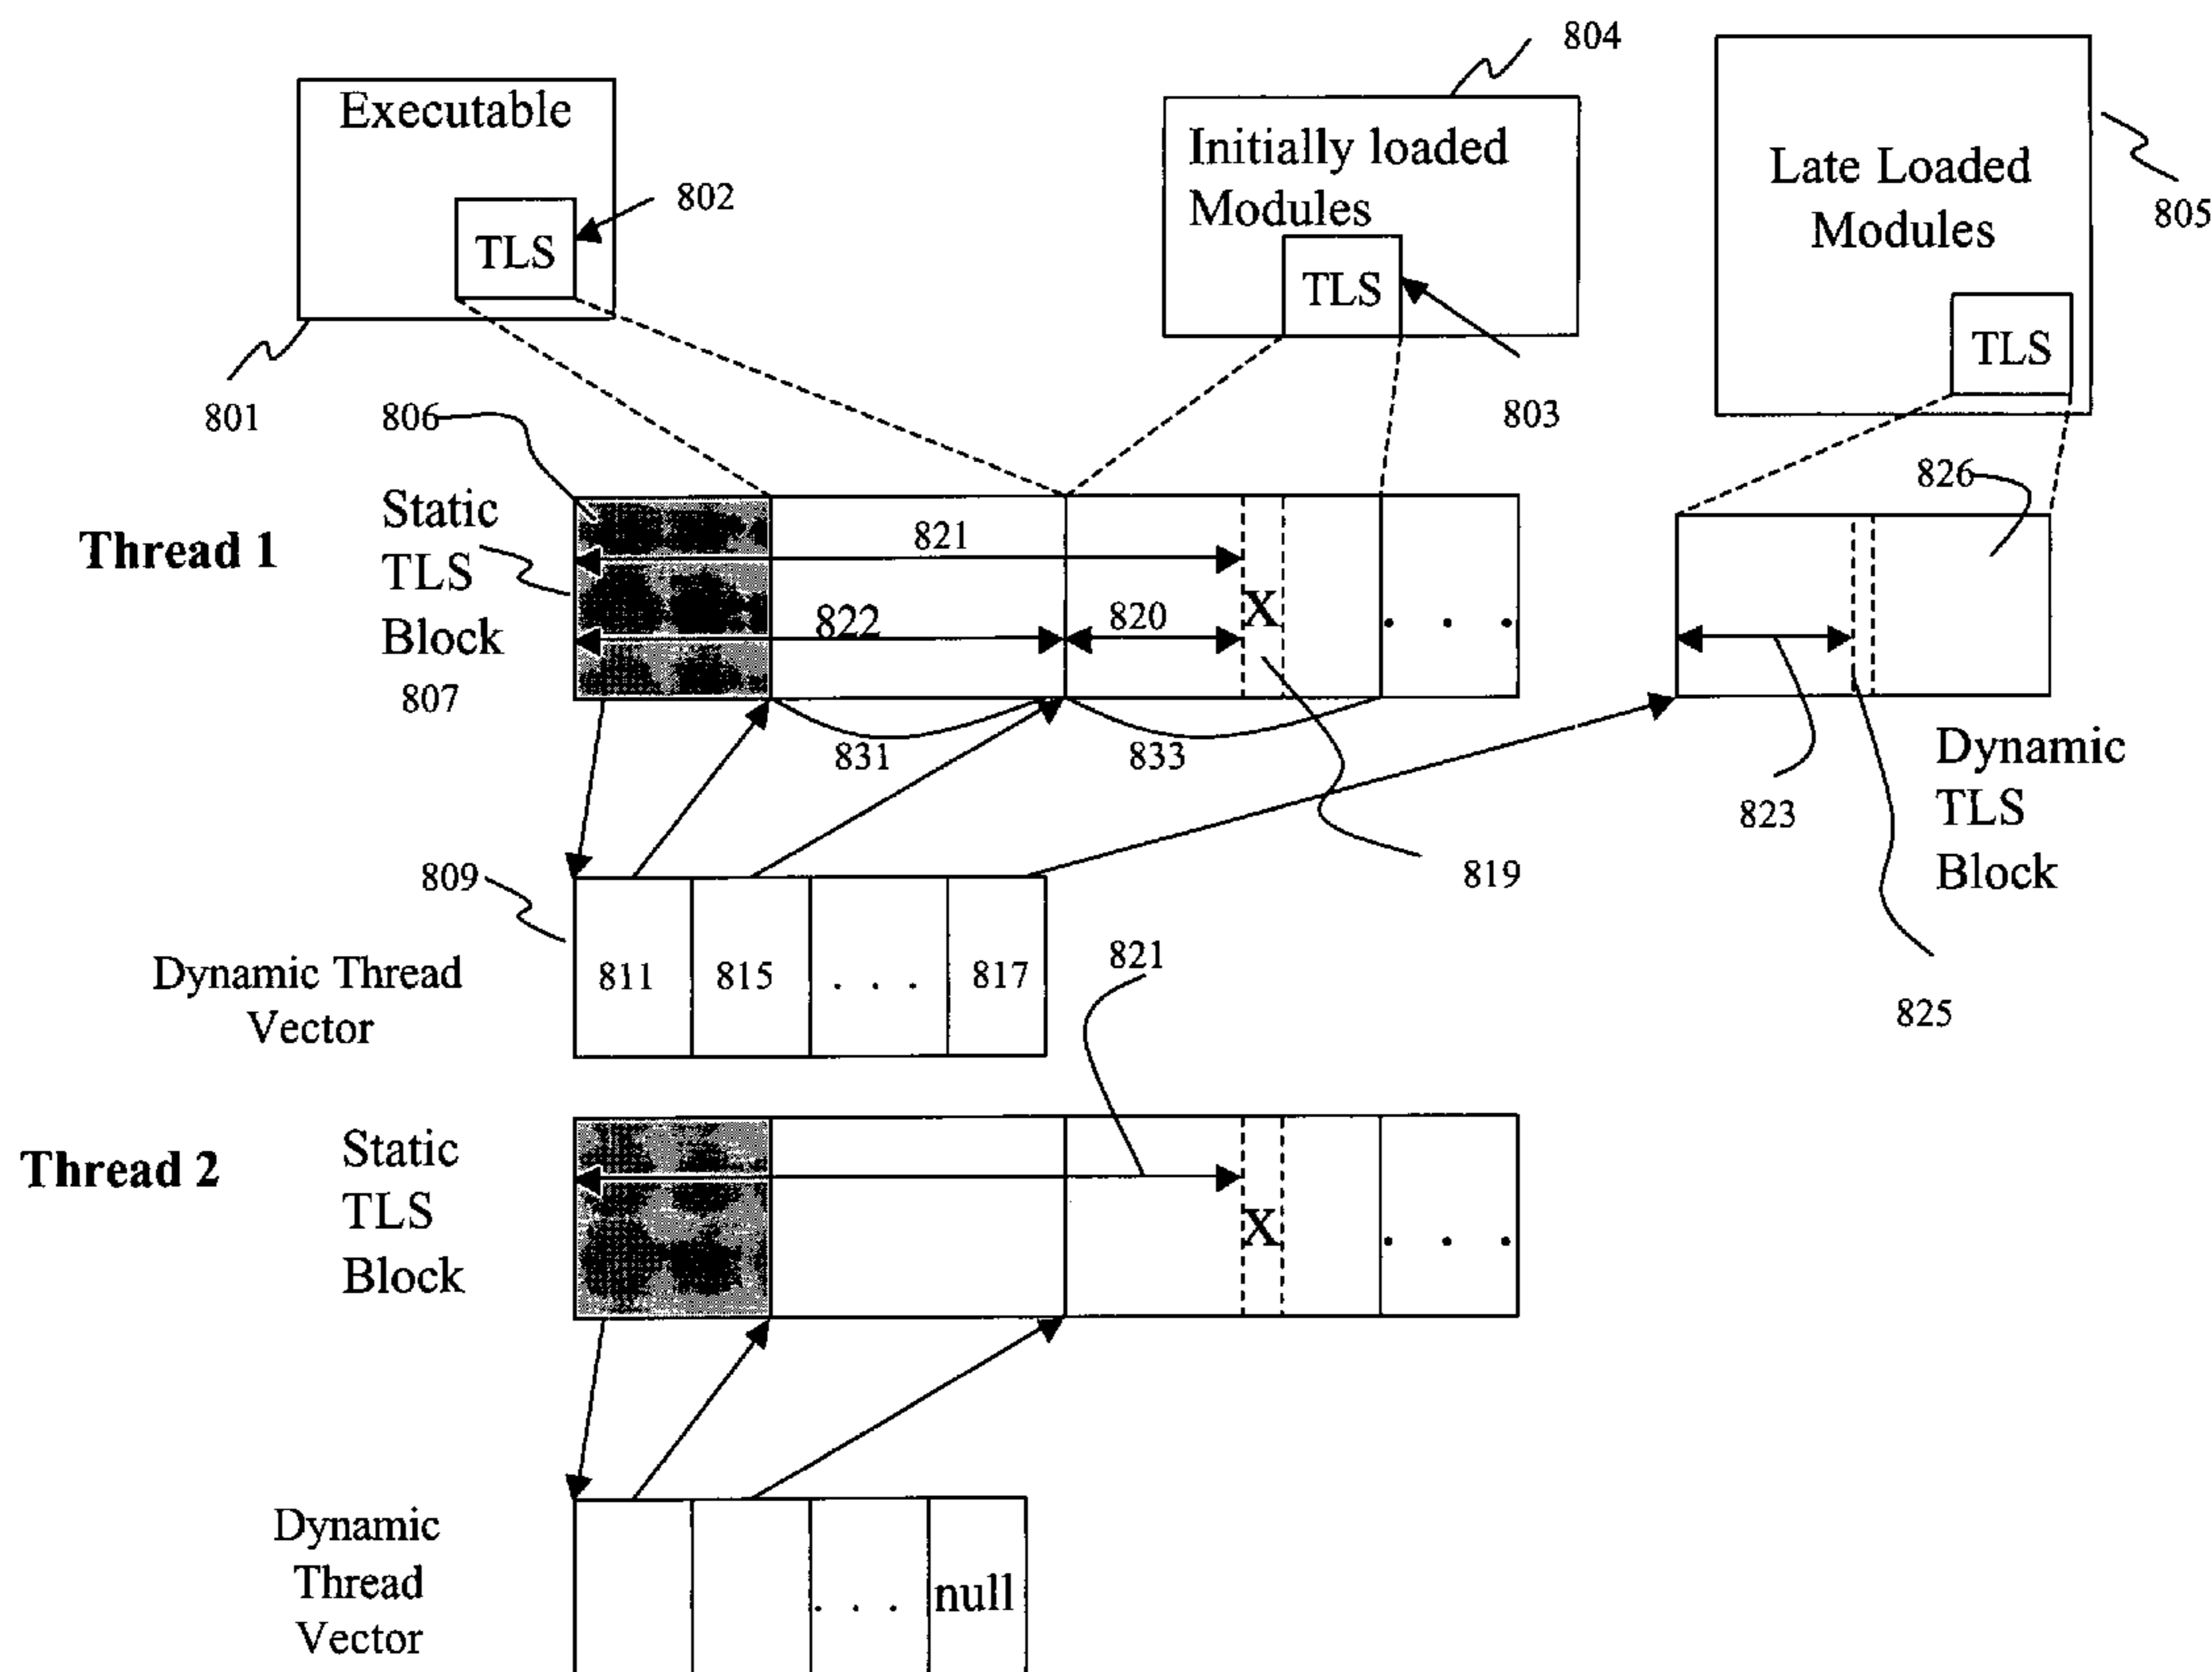 804
Executable
Initially loaded
Modules
Late Loaded
Modules
802
805
TLS
TLS
TLS
801
806
803
826
Static
TLS
Block
807
Thread 1
821
822
820
X
. . .
831
833
823
Dynamic
TLS
Block
819
825
809
Dynamic Thread
Vector
811
815
. . .
817
821
Thread 2
Static
TLS
Block
X
. . .
Dynamic
Thread
Vector
. . .
null